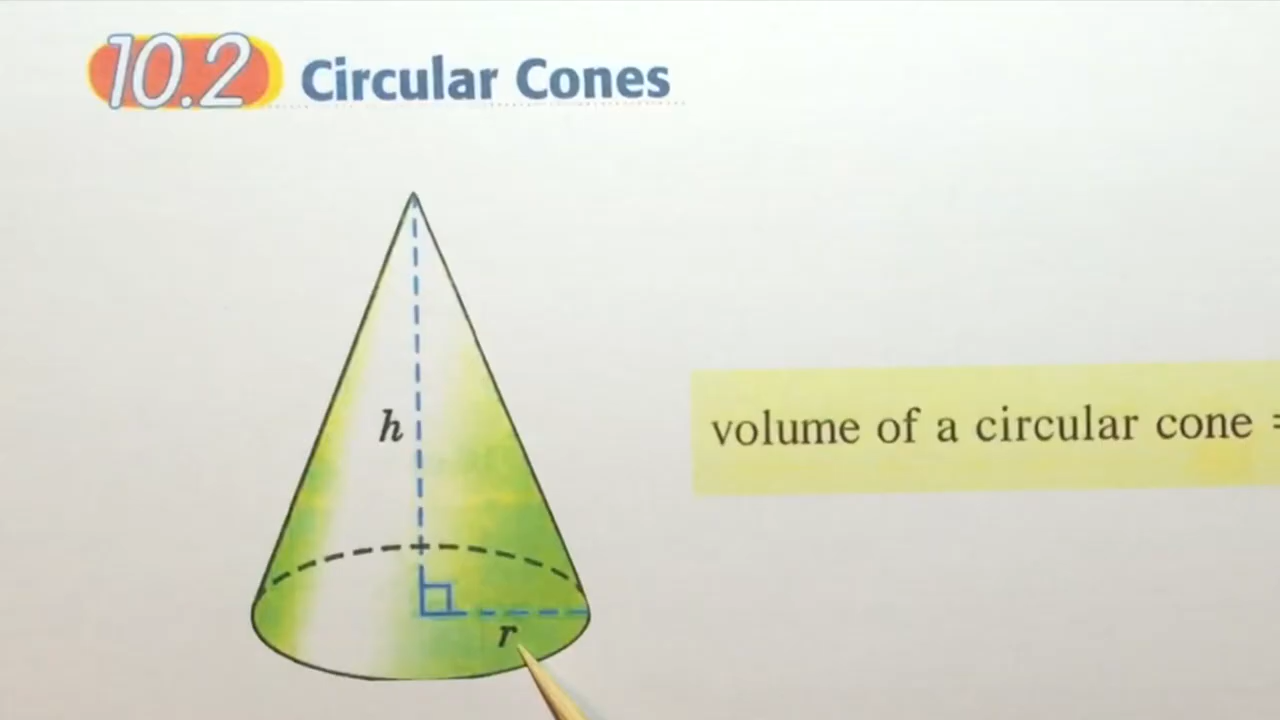 10.2 Circular Cones
h
volume of a circular cone =
r